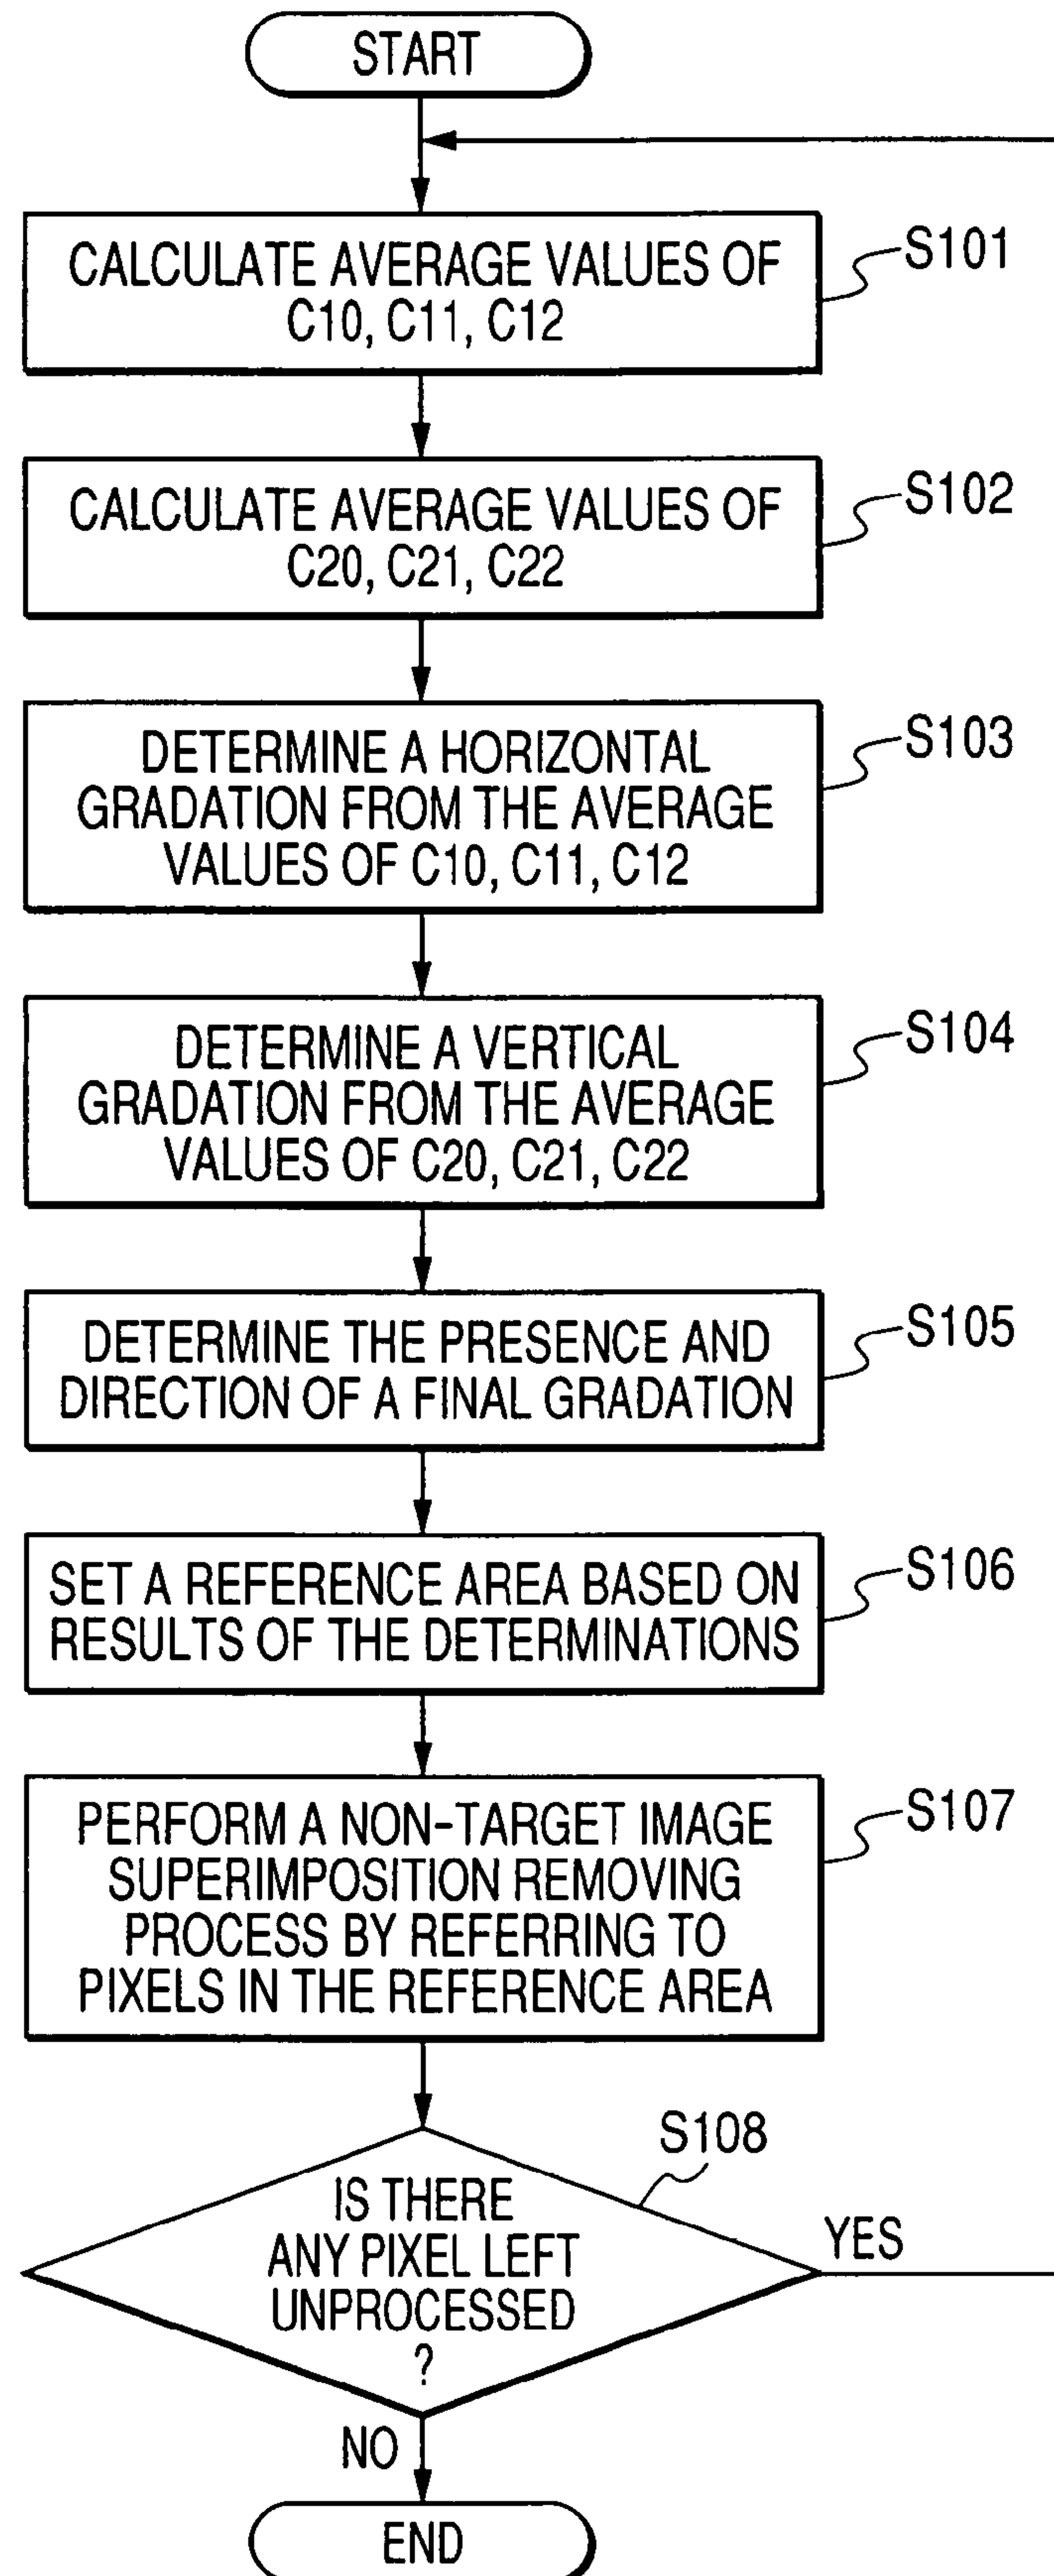 START
CALCULATE AVERAGE VALUES OF
C10, C11, C12
S101
CALCULATE AVERAGE VALUES OF
C20, C21, C22
S102
DETERMINE A HORIZONTAL
GRADATION FROM THE AVERAGE
VALUES OF C10, C11, C12
S103
DETERMINE A VERTICAL
GRADATION FROM THE AVERAGE
VALUES OF C20, C21, C22
S104
DETERMINE THE PRESENCE AND
DIRECTION OF A FINAL GRADATION
S105
SET A REFERENCE AREA BASED ON
RESULTS OF THE DETERMINATIONS
S106
PERFORM A NON-TARGET IMAGE
SUPERIMPOSITION REMOVING
PROCESS BY REFERRING TO
PIXELS IN THE REFERENCE AREA
S107
S108
IS THERE
ANY PIXEL LEFT
UNPROCESSED
?
YES
NO
END